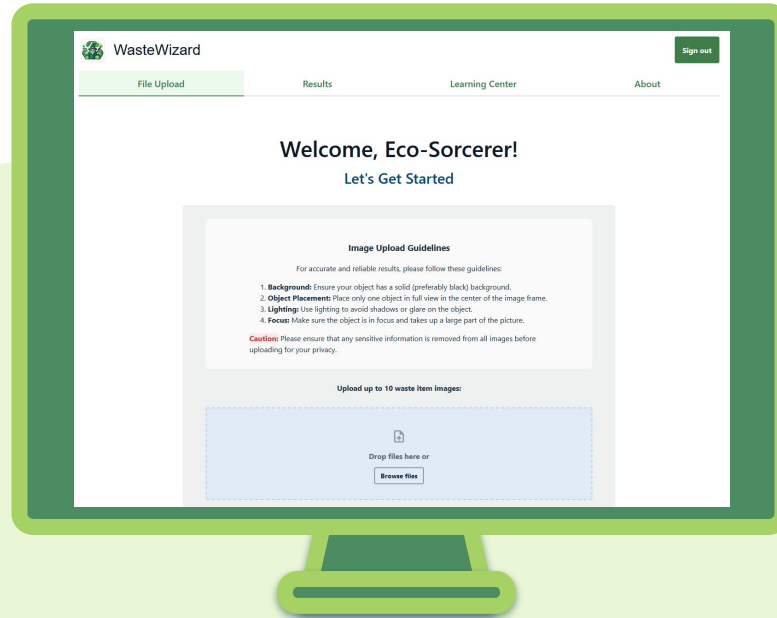 WasteWizard
Sign out
File Upload
Results
Learning Center
About
Welcome, Eco-Sorcerer!
Let's Get Started
Image Upload Guidelines
For accurate and reliable results, please follow these guidelines:
1. Background: Ensure your object has a solid (preferably black) background.
2. Object Placement: Place only one object in full view in the center of the image frame.
3. Lighting: Use lighting to avoid shadows or glare on the object.
4. Focus: Make sure the object is in focus and takes up a large part of the picture.
Caution: Please ensure that any sensitive information is removed from all images before
uploading for your privacy.
Upload up to 10 waste item images:
Drop files here or
Browse files